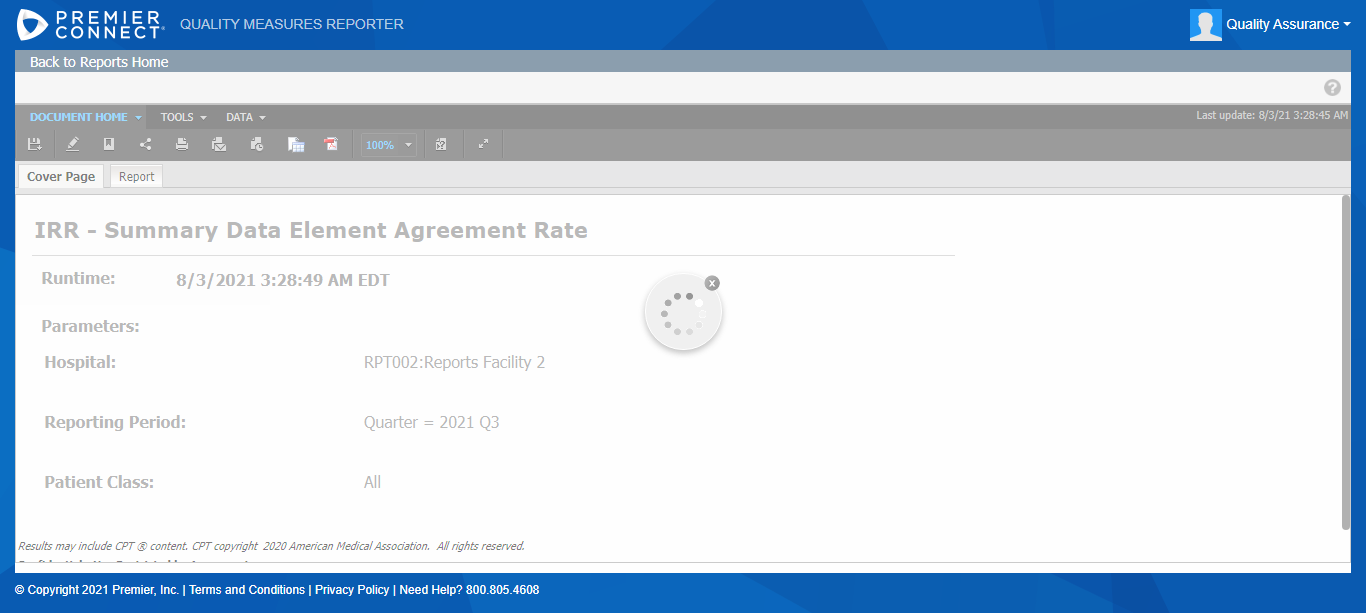 PREMIER
CONNECT
QUALITY MEASURES REPORTER
Quality Assurance
Back to Reports Home
DOCUMENT HOME TOOLS DATA
Last update: 8/3/21 3:28:45 AM
100%
Cover Page Report
IRR - Summary Data Element Agreement Rate
Runtime: 8/3/2021 3:28:49 AM EDT
Parameters:
Hospital: RPT002:Reports Facility 2
Reporting Period: Quarter = 2021 Q3
Patient Class: All
Results may include CPT ® content. CPT copyright 2020 American Medical Association. All rights reserved.
© Copyright 2021 Premier, Inc. | Terms and Conditions | Privacy Policy | Need Help? 800.805.4608